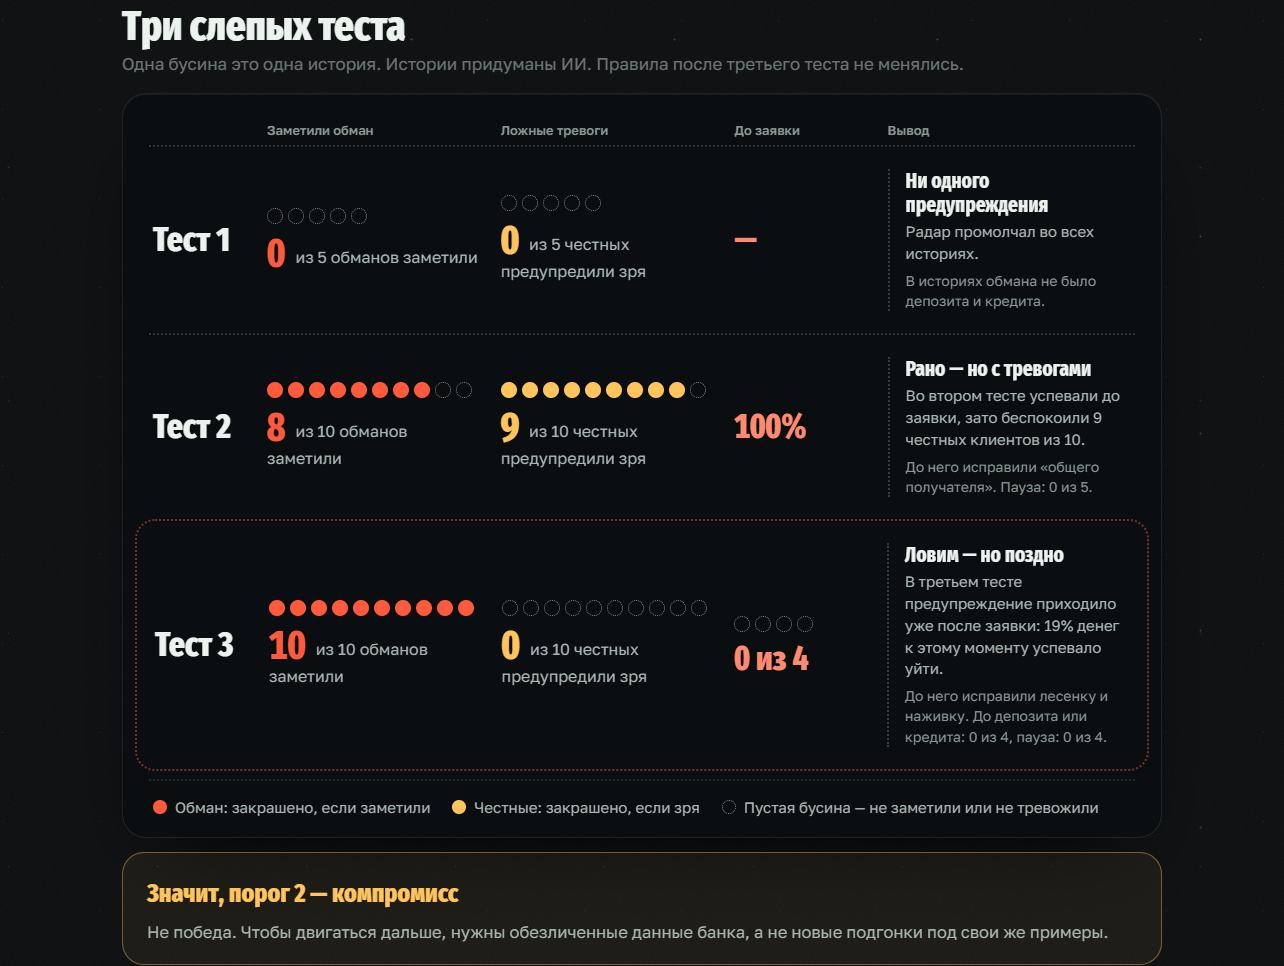 Три слепых теста
Одна бусина это одна история. Истории придуманы ИИ. Правила после третьего теста не менялись.
Заметили обман
Ложные тревоги
До заявки
Вывод
Тест 1
0 из 5 обманов заметили
0 из 5 честных
предупредили зря
—
Ни одного
предупреждения
Радар промолчал во всех
историях.
В историях обмана не было
депозита и кредита.
Тест 2
8 из 10 обманов
заметили
9 из 10 честных
предупредили зря
100%
Рано — но с тревогами
Во втором тесте успевали до
заявки, зато беспокоили 9
честных клиентов из 10.
До него исправили «общего
получателя». Пауза: 0 из 5.
Тест 3
10 из 10 обманов
заметили
0 из 10 честных
предупредили зря
0 из 4
Ловим — но поздно
В третьем тесте
предупреждение приходило
уже после заявки: 19% денег
к этому моменту успевало
уйти.
До него исправили лесенку и
наживку. До депозита или
кредита: 0 из 4, пауза: 0 из 4.
Обман: закрашено, если заметили
Честные: закрашено, если зря
Пустая бусина — не заметили или не тревожили
Значит, порог 2 — компромисс
Не победа. Чтобы двигаться дальше, нужны обезличенные данные банка, а не новые подгонки под свои же примеры.